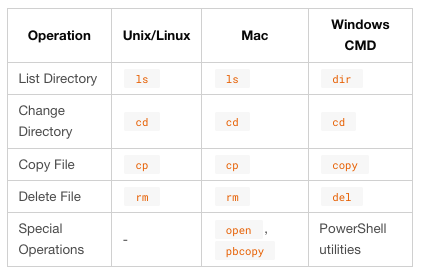 Operation Unix/Linux Mac Windows CMD
List Directory ls ls dir
Change Directory cd cd cd
Copy File cp cp copy
Delete File rm rm del
Special Operations - open , pbcopy PowerShell utilities